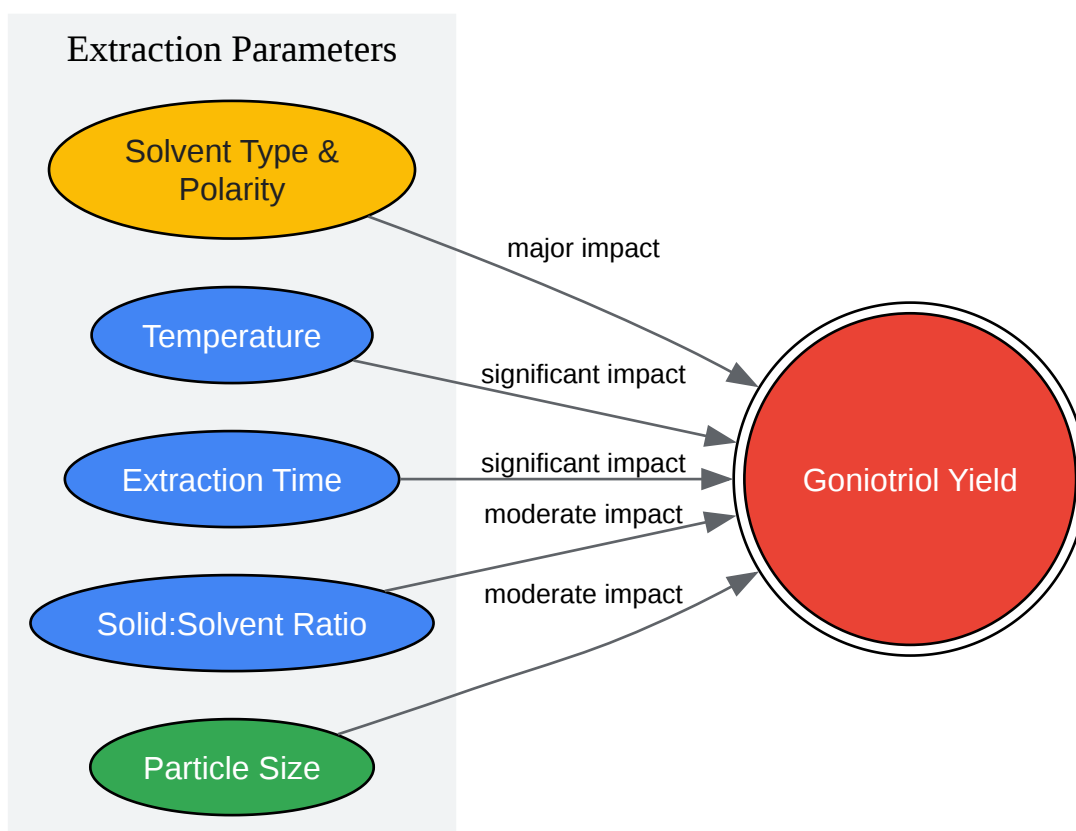 Extraction Parameters
Solvent Type &
Polarity
major impact
Temperature
significant impact
Extraction Time
significant impact
Goniotriol Yield
moderate impact
Solid:Solvent Ratio
moderate impact
Particle Size